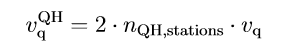 v_q^QH = 2 · n_QH,stations · v_q